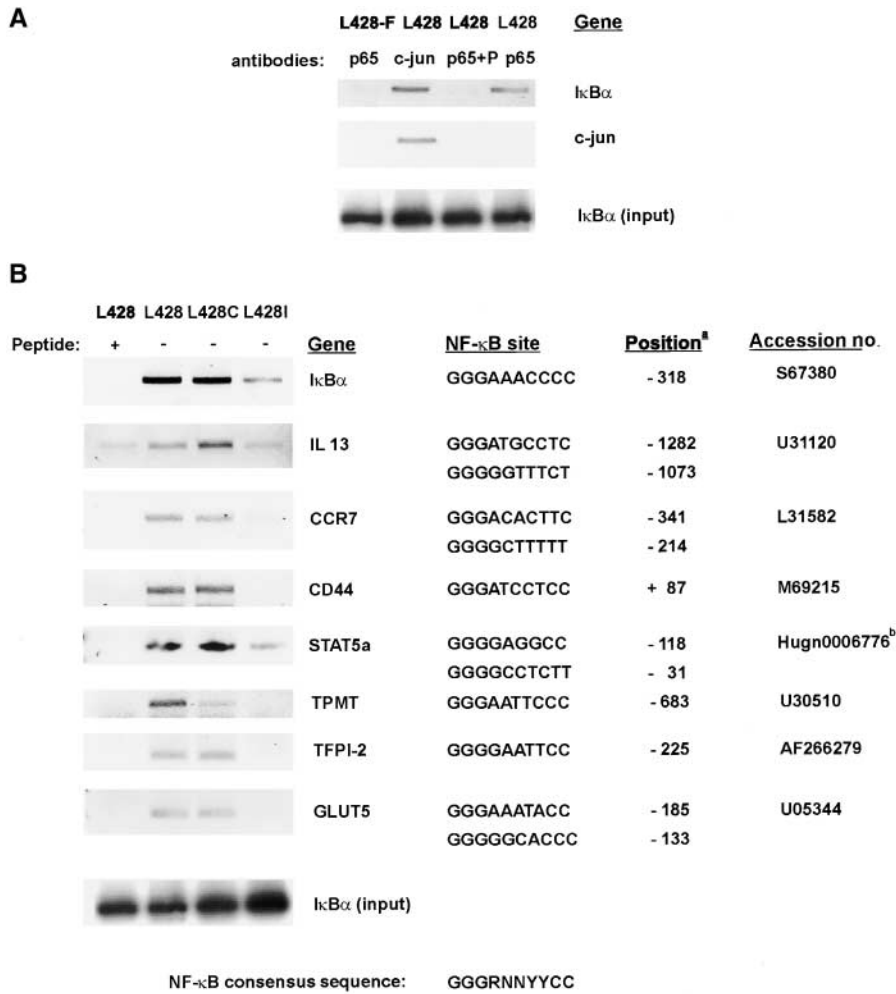 A
L428-F L428 L428 L428 Gene
antibodies: p65 c-jun p65+P p65
IκBα
c-jun
IκBα (input)
B
L428 L428 L428C L428I
Peptide: + - - - Gene NF-κB site Positionᵃ Accession no.
IκBα GGGAAACCCC - 318 S67380
IL 13 GGGATGCCTC - 1282 U31120
GGGGGTTTCT - 1073
CCR7 GGGACACTTC - 341 L31582
GGGGCTTTTT - 214
CD44 GGGATCCTCC + 87 M69215
STAT5a GGGGAGGCC - 118 Hugn0006776ᵇ
GGGGCCTCTT - 31
TPMT GGGAATTCCC - 683 U30510
TFPI-2 GGGGAATTCC - 225 AF266279
GLUT5 GGGAAATACC - 185 U05344
GGGGGCACCC - 133
IκBα (input)
NF-κB consensus sequence: GGGRNNYYCC